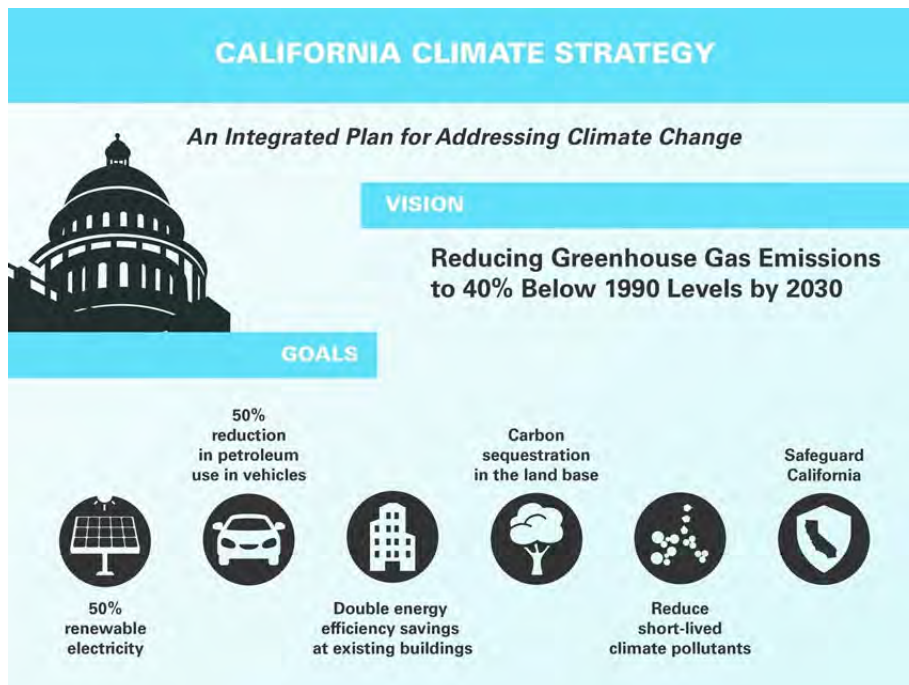 CALIFORNIA CLIMATE STRATEGY
An Integrated Plan for Addressing Climate Change
VISION
Reducing Greenhouse Gas Emissions
to 40% Below 1990 Levels by 2030
GOALS
50%
renewable
electricity
50%
reduction
in petroleum
use in vehicles
Double energy
efficiency savings
at existing buildings
Carbon
sequestration
in the land base
Reduce
short-lived
climate pollutants
Safeguard
California